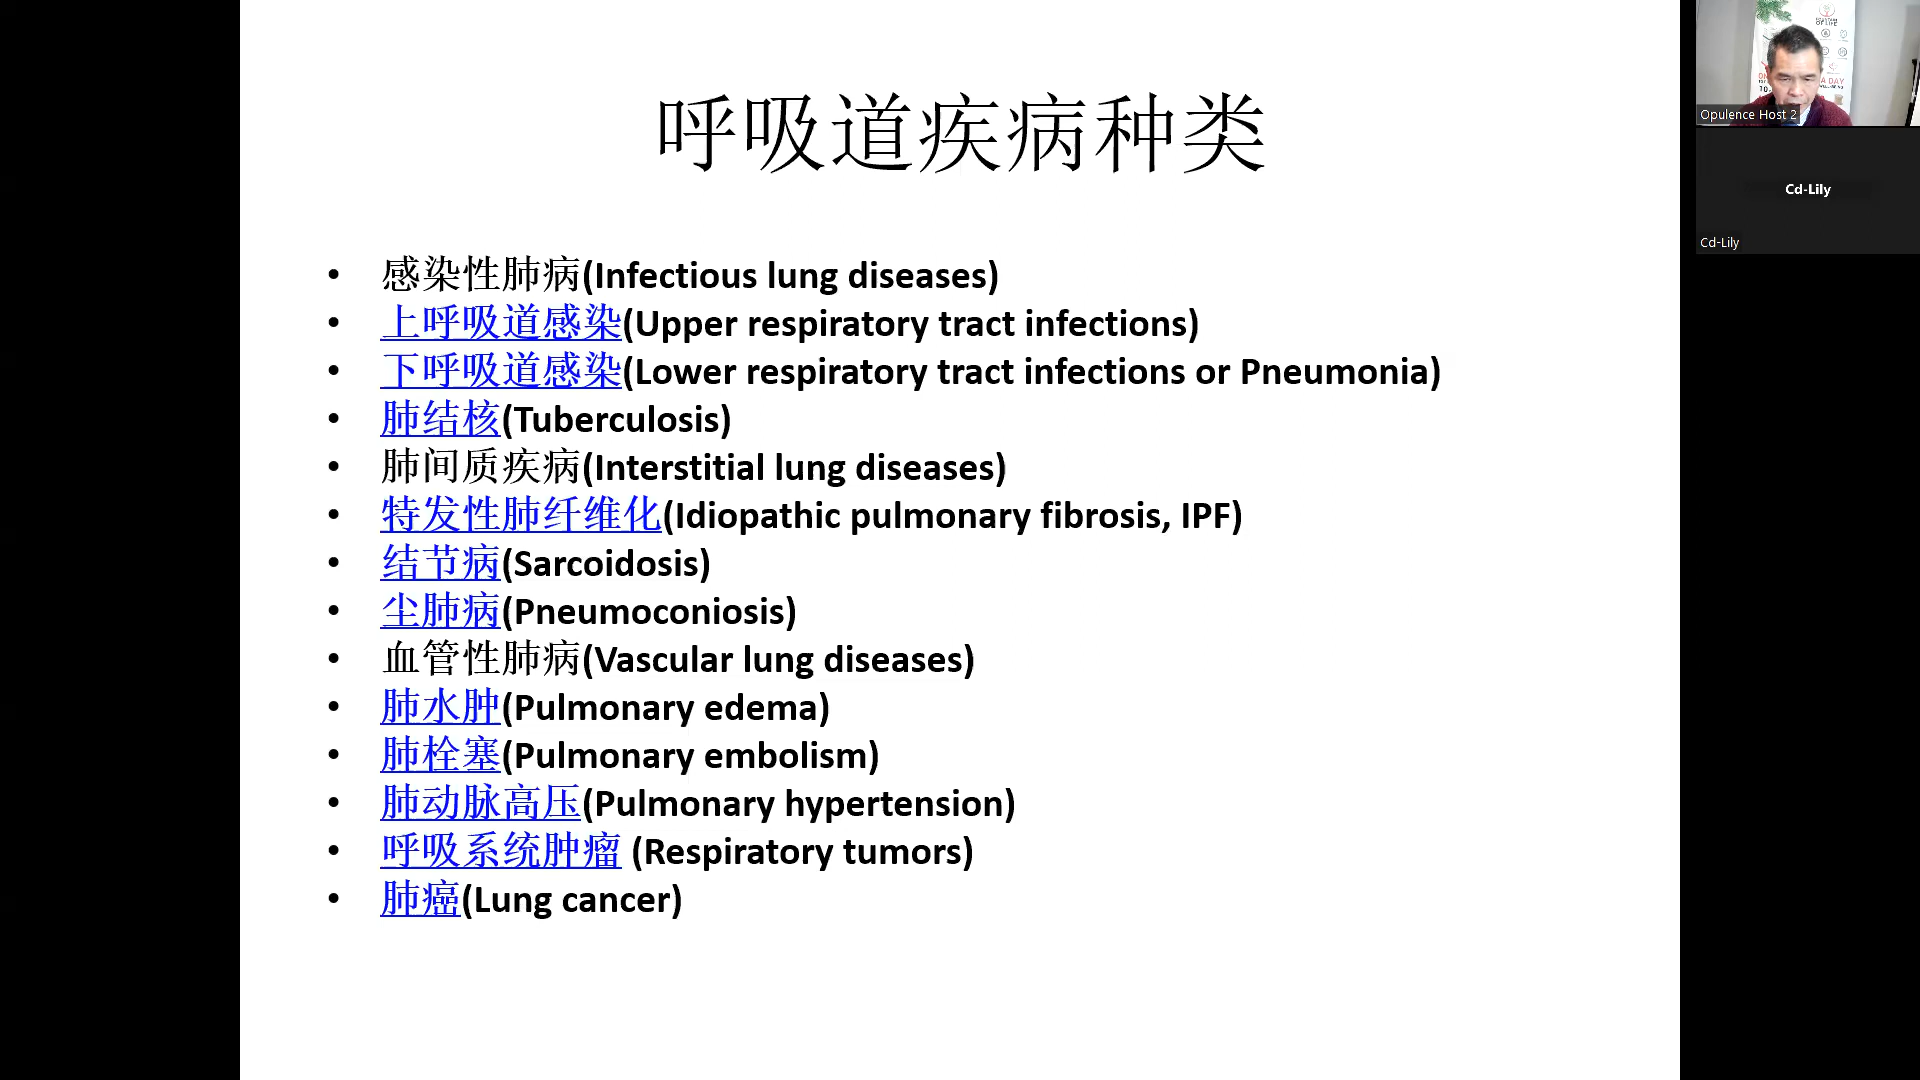 呼吸道疾病种类
• 感染性肺病(Infectious lung diseases)
• 上呼吸道感染(Upper respiratory tract infections)
• 下呼吸道感染(Lower respiratory tract infections or Pneumonia)
• 肺结核(Tuberculosis)
• 肺间质疾病(Interstitial lung diseases)
• 特发性肺纤维化(Idiopathic pulmonary fibrosis, IPF)
• 结节病(Sarcoidosis)
• 尘肺病(Pneumoconiosis)
• 血管性肺病(Vascular lung diseases)
• 肺水肿(Pulmonary edema)
• 肺栓塞(Pulmonary embolism)
• 肺动脉高压(Pulmonary hypertension)
• 呼吸系统肿瘤 (Respiratory tumors)
• 肺癌(Lung cancer)
OF LIFE
A DAY
Opulence Host 2
Cd-Lily
Cd-Lily